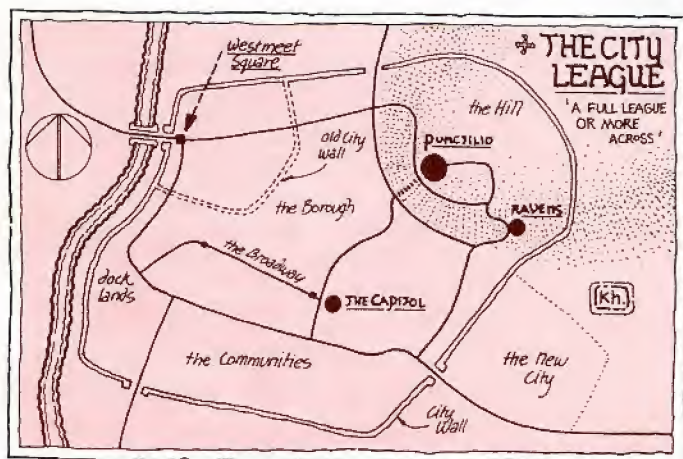 THE CITY
LEAGUE
'A FULL LEAGUE
OR MORE
ACROSS'
Westmeet
Square
the Hill
PUNCTILIO
old City
Wall
the Borough
RAVENS
the Broadway
dock
lands
THE CAPITOL
Kh.
the Communities
the New
City
City
Wall